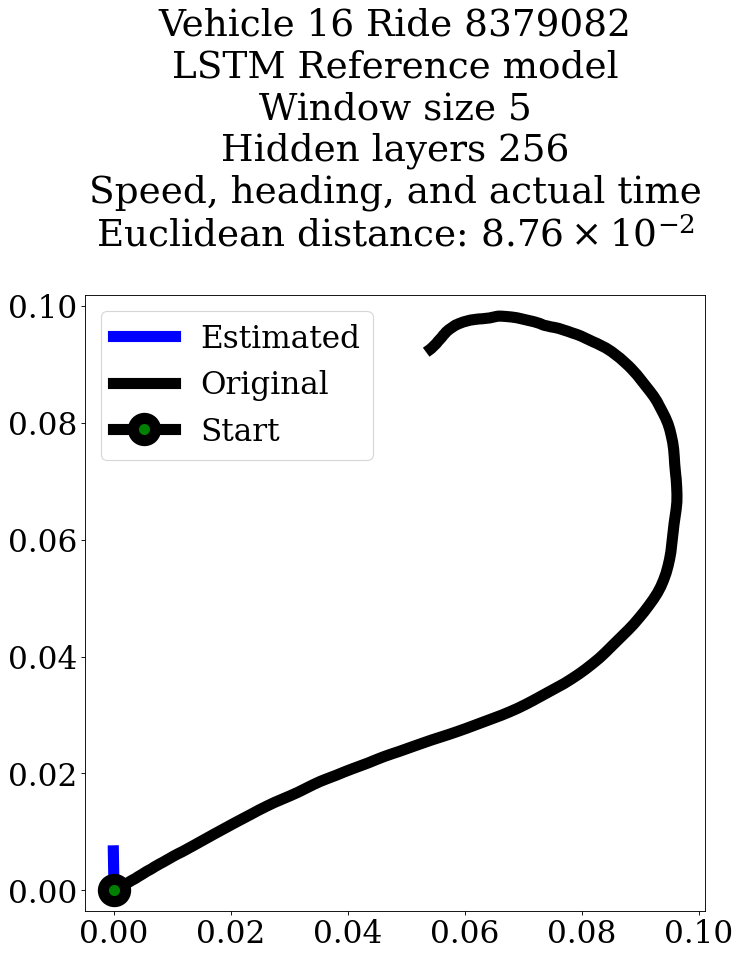 Vehicle 16 Ride 8379082
LSTM Reference model
Window size 5
Hidden layers 256
Speed, heading, and actual time
Euclidean distance: 8.76 × 10⁻²
0.10
0.08
0.06
0.04
0.02
0.00
Estimated
Original
Start
0.00 0.02 0.04 0.06 0.08 0.10